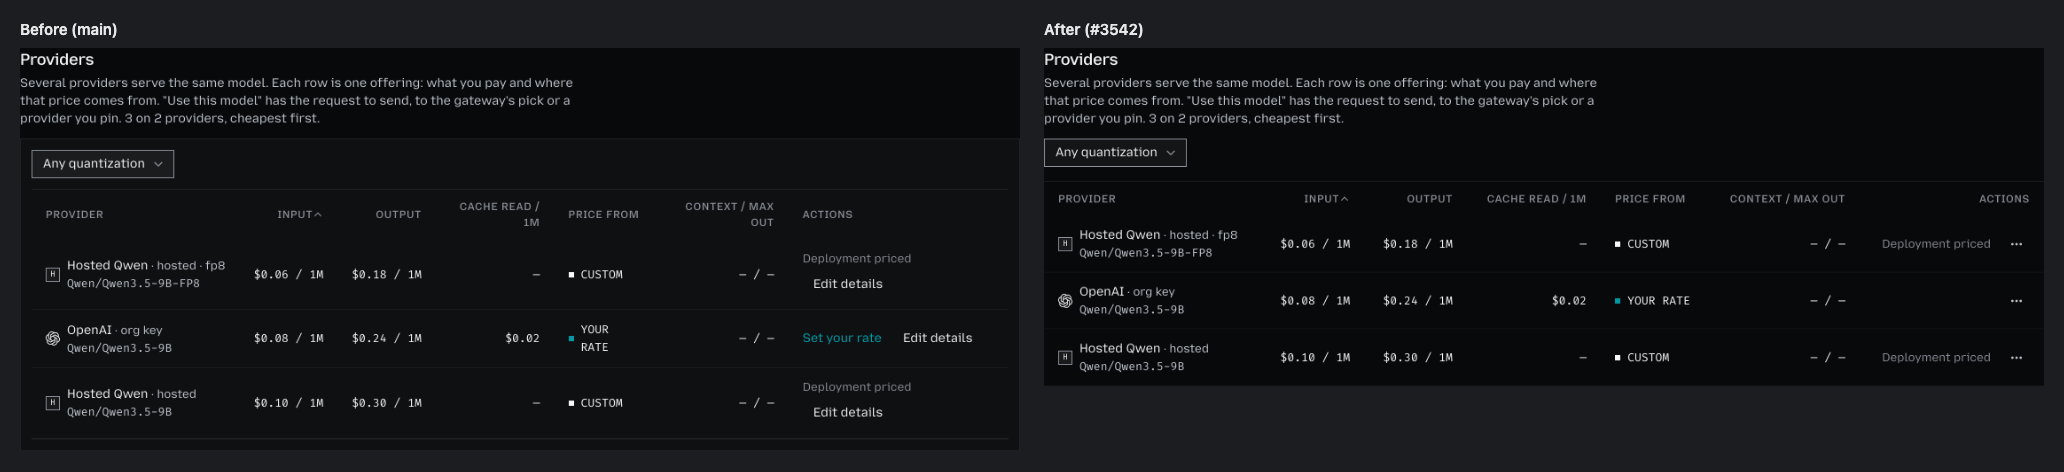 Before (main)
Providers
Several providers serve the same model. Each row is one offering: what you pay and where
that price comes from. "Use this model" has the request to send, to the gateway's pick or a
provider you pin. 3 on 2 providers, cheapest first.
Any quantization
PROVIDER INPUT OUTPUT CACHE READ / 1M PRICE FROM CONTEXT / MAX OUT ACTIONS
H Hosted Qwen · hosted · fp8 $0.06 / 1M $0.18 / 1M — CUSTOM — / — Deployment priced
Qwen/Qwen3.5-9B-FP8 Edit details
OpenAI · org key $0.08 / 1M $0.24 / 1M $0.02 YOUR RATE — / — Set your rate Edit details
Qwen/Qwen3.5-9B
H Hosted Qwen · hosted $0.10 / 1M $0.30 / 1M — CUSTOM — / — Deployment priced
Qwen/Qwen3.5-9B Edit details
After (#3542)
Providers
Several providers serve the same model. Each row is one offering: what you pay and where
that price comes from. "Use this model" has the request to send, to the gateway's pick or a
provider you pin. 3 on 2 providers, cheapest first.
Any quantization
PROVIDER INPUT OUTPUT CACHE READ / 1M PRICE FROM CONTEXT / MAX OUT ACTIONS
H Hosted Qwen · hosted · fp8 $0.06 / 1M $0.18 / 1M — CUSTOM — / — Deployment priced ···
Qwen/Qwen3.5-9B-FP8
OpenAI · org key $0.08 / 1M $0.24 / 1M $0.02 YOUR RATE — / — ···
Qwen/Qwen3.5-9B
H Hosted Qwen · hosted $0.10 / 1M $0.30 / 1M — CUSTOM — / — Deployment priced ···
Qwen/Qwen3.5-9B